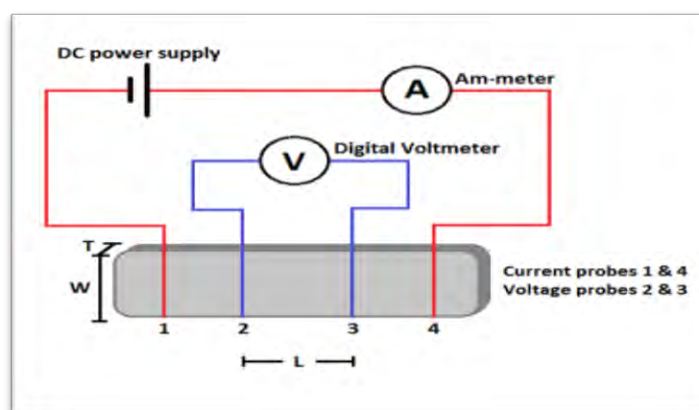 DC power supply
Am-meter
A
Digital Voltmeter
V
T
W
Current probes 1 & 4
Voltage probes 2 & 3
1 2 3 4
L